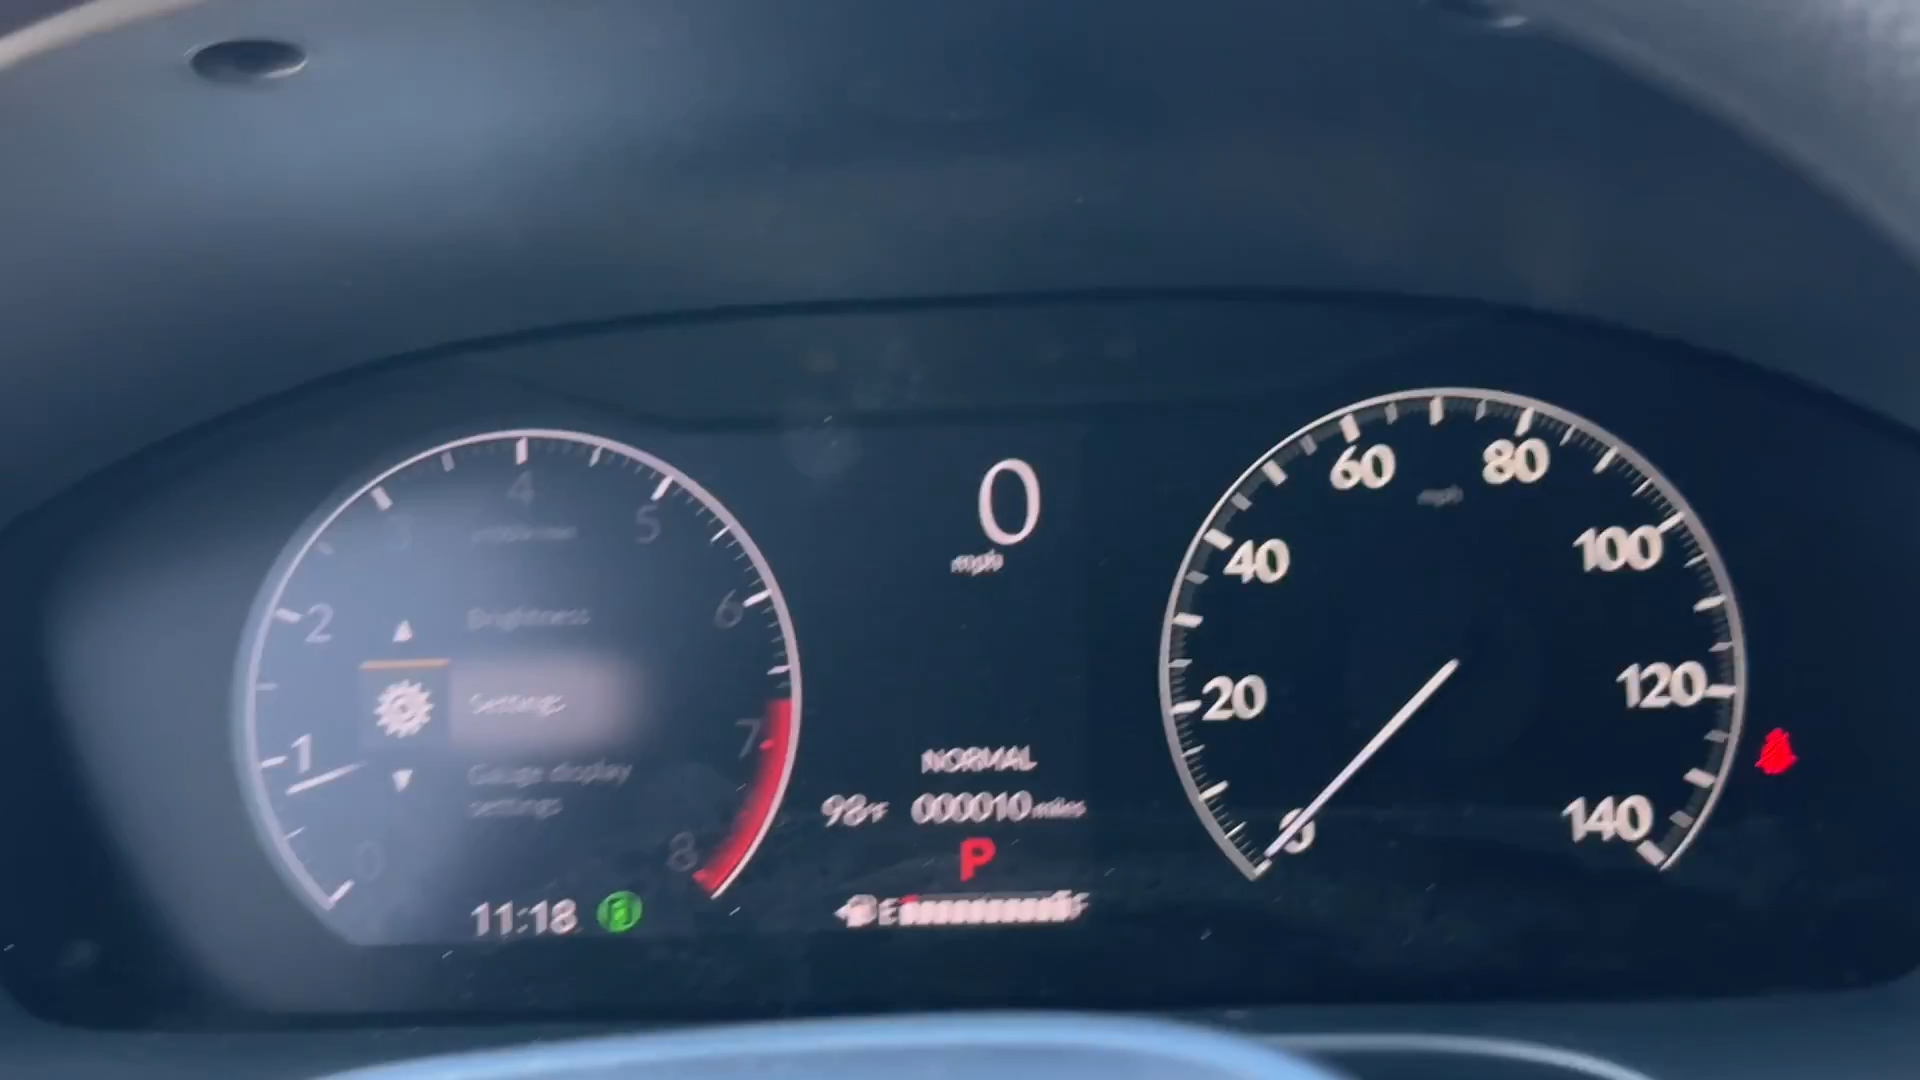 4
3
5
2
6
1
7
0
8
Brightness
Settings
Gauge display
settings
11:18
0
mph
NORMAL
98°F 000010 miles
P
E F
60
80
mph
40
100
20
120
0
140